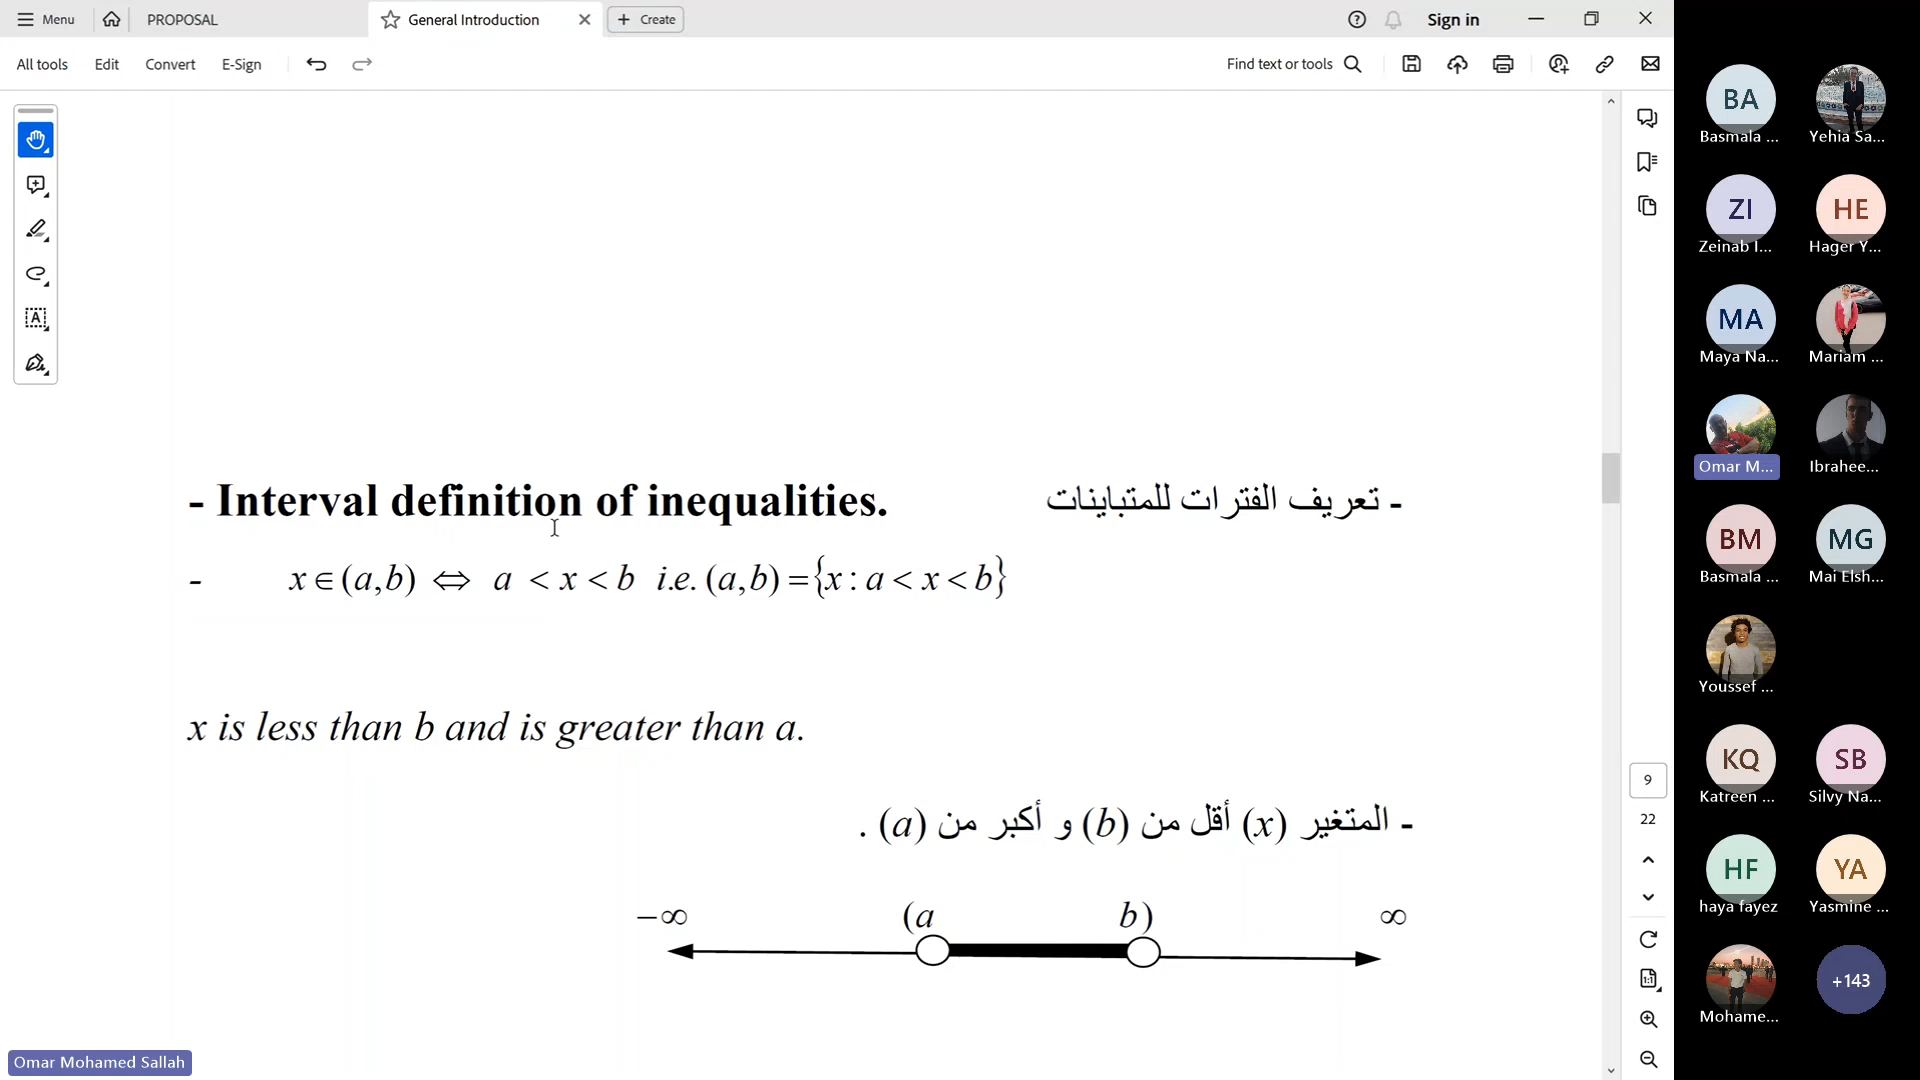 Menu
PROPOSAL
General Introduction
Create
Sign in
All tools
Edit
Convert
E-Sign
Find text or tools
- Interval definition of inequalities.
- تعريف الفترات للمتباينات
- x ∈ (a,b) ⇔ a < x < b i.e. (a,b) = {x : a < x < b}
x is less than b and is greater than a.
- المتغير (x) أقل من (b) و أكبر من (a) .
−∞ (a b) ∞
9
22
Omar Mohamed Sallah
BA
Basmala ...
Yehia Sa...
ZI
Zeinab I...
HE
Hager Y...
MA
Maya Na...
Mariam ...
Omar M...
Ibrahee...
BM
Basmala ...
MG
Mai Elsh...
Youssef ...
KQ
Katreen ...
SB
Silvy Na...
HF
haya fayez
YA
Yasmine ...
Mohame...
+143